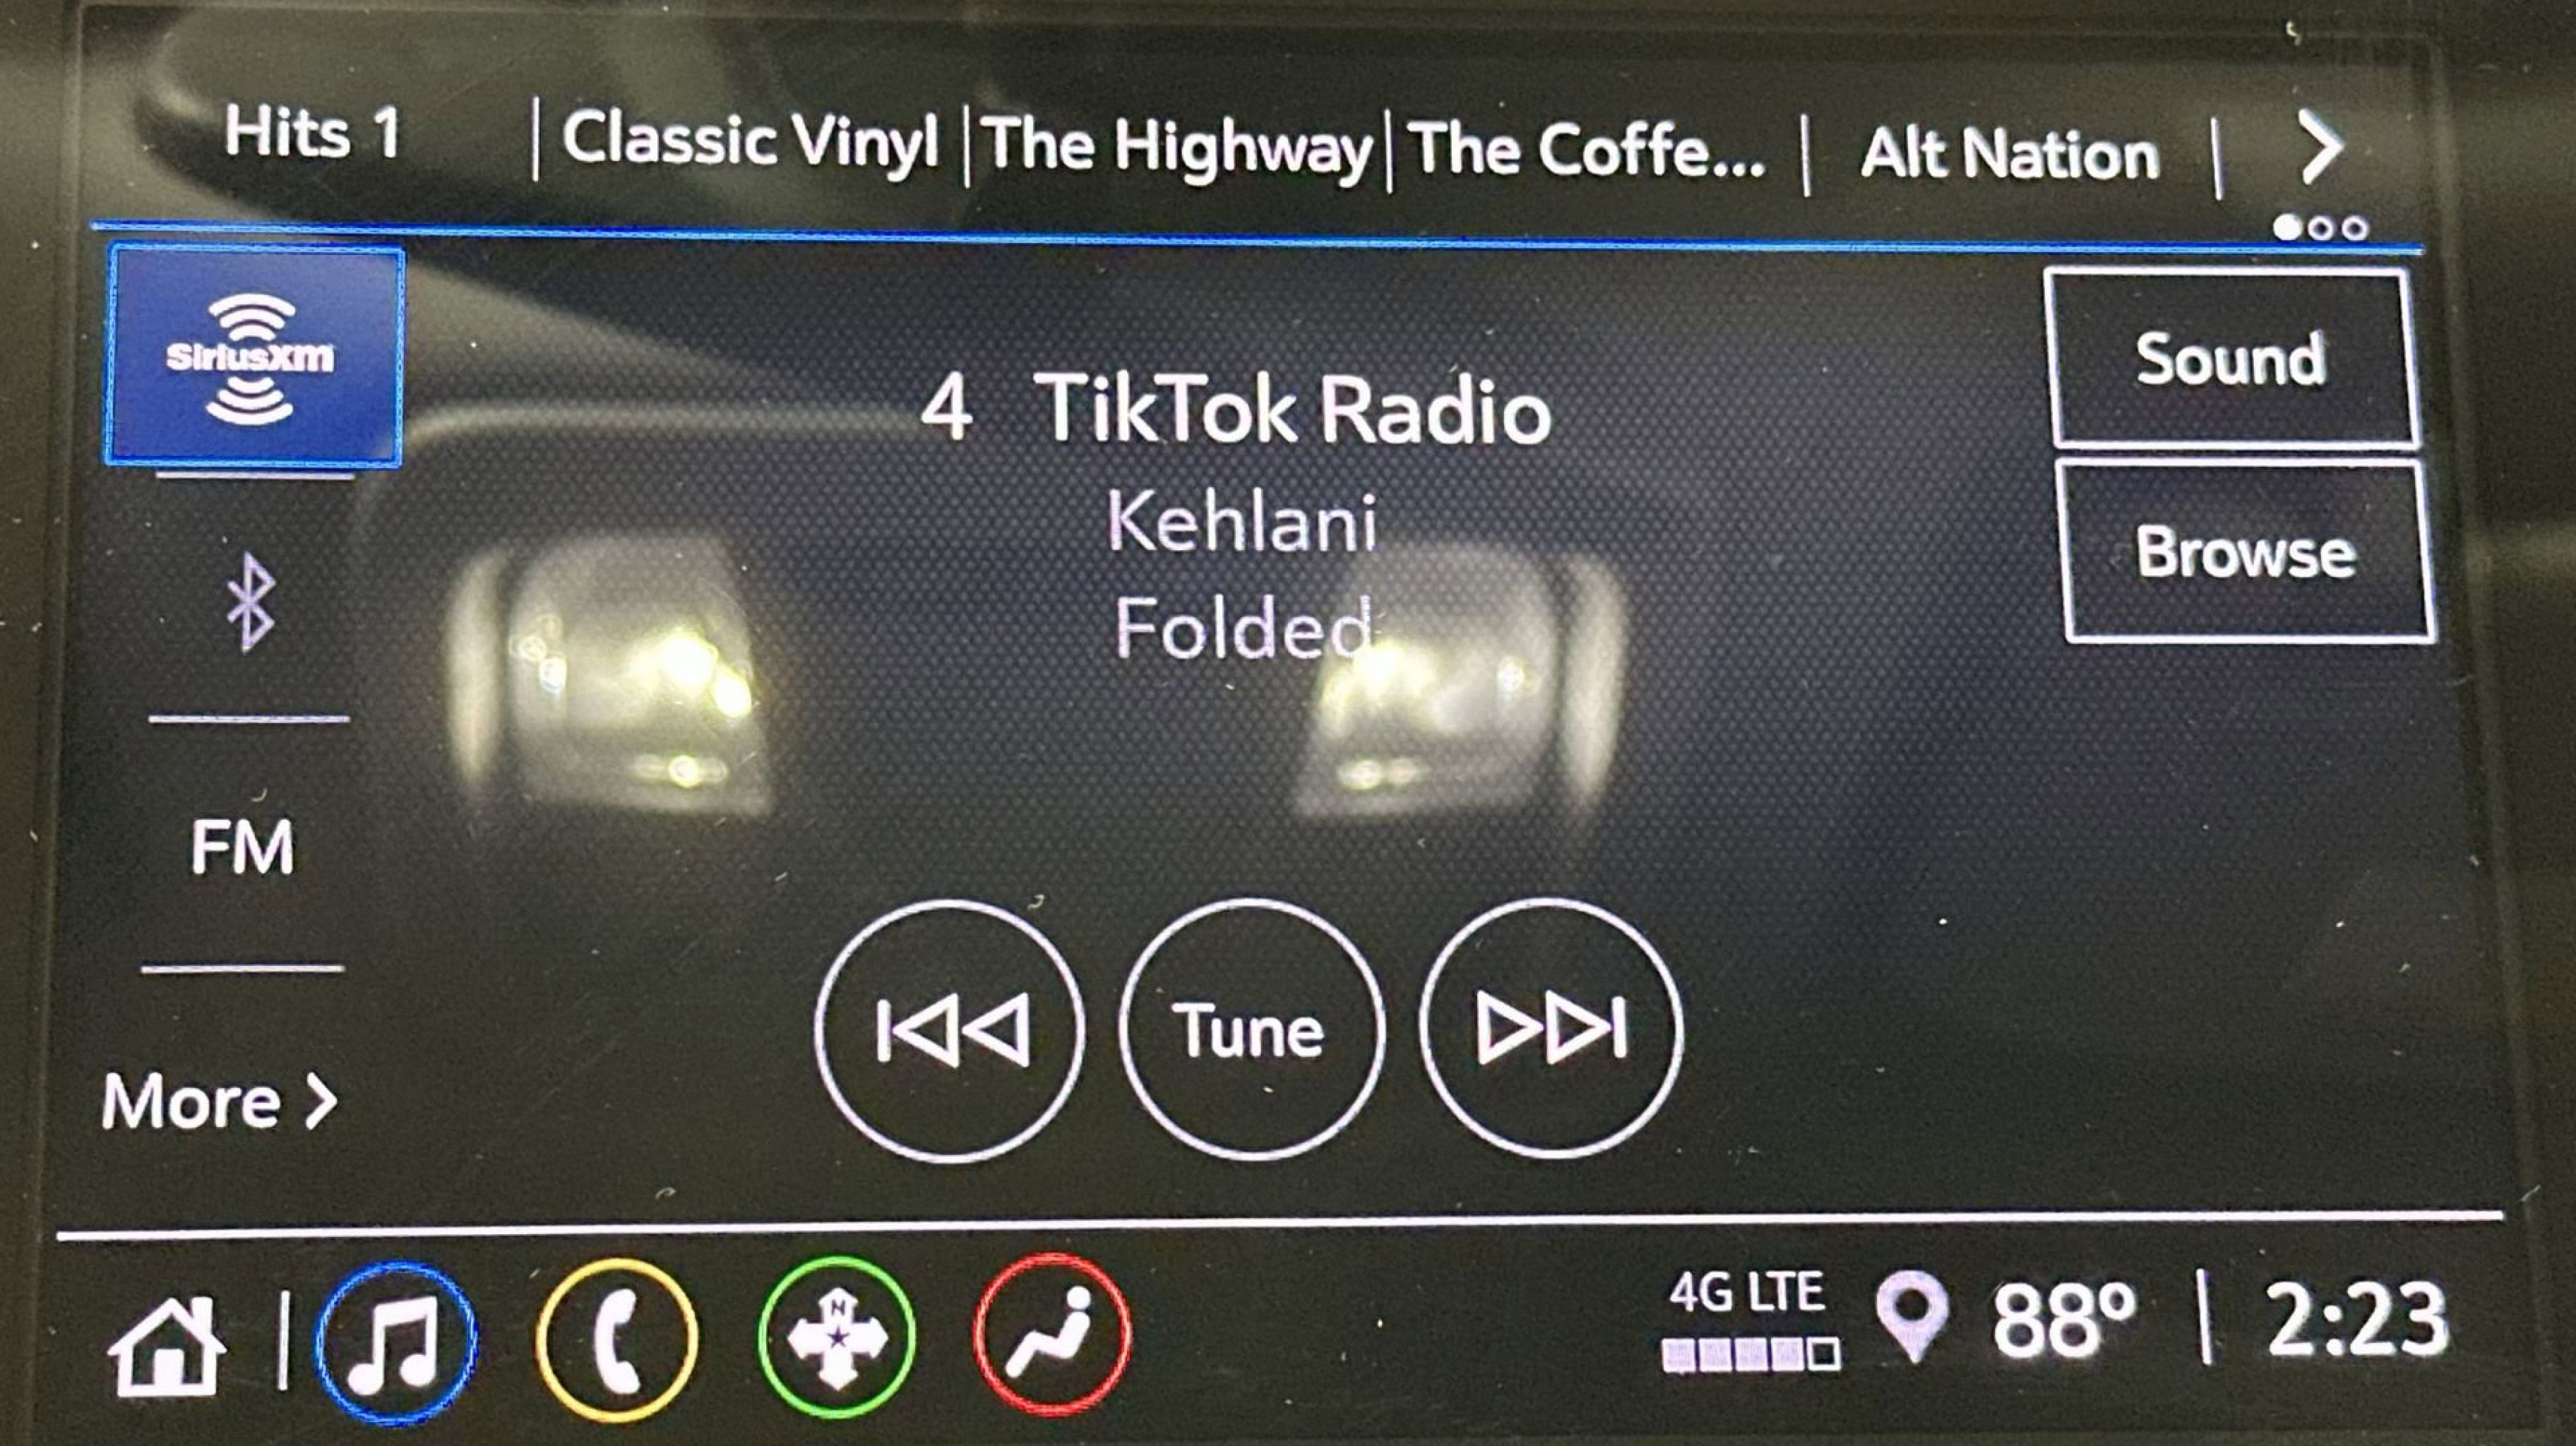 Hits 1 | Classic Vinyl | The Highway | The Coffe... | Alt Nation |
SiriusXM
Sound
4 TikTok Radio
Kehlani
Browse
Folded
FM
Tune
More >
N
4G LTE
88° | 2:23